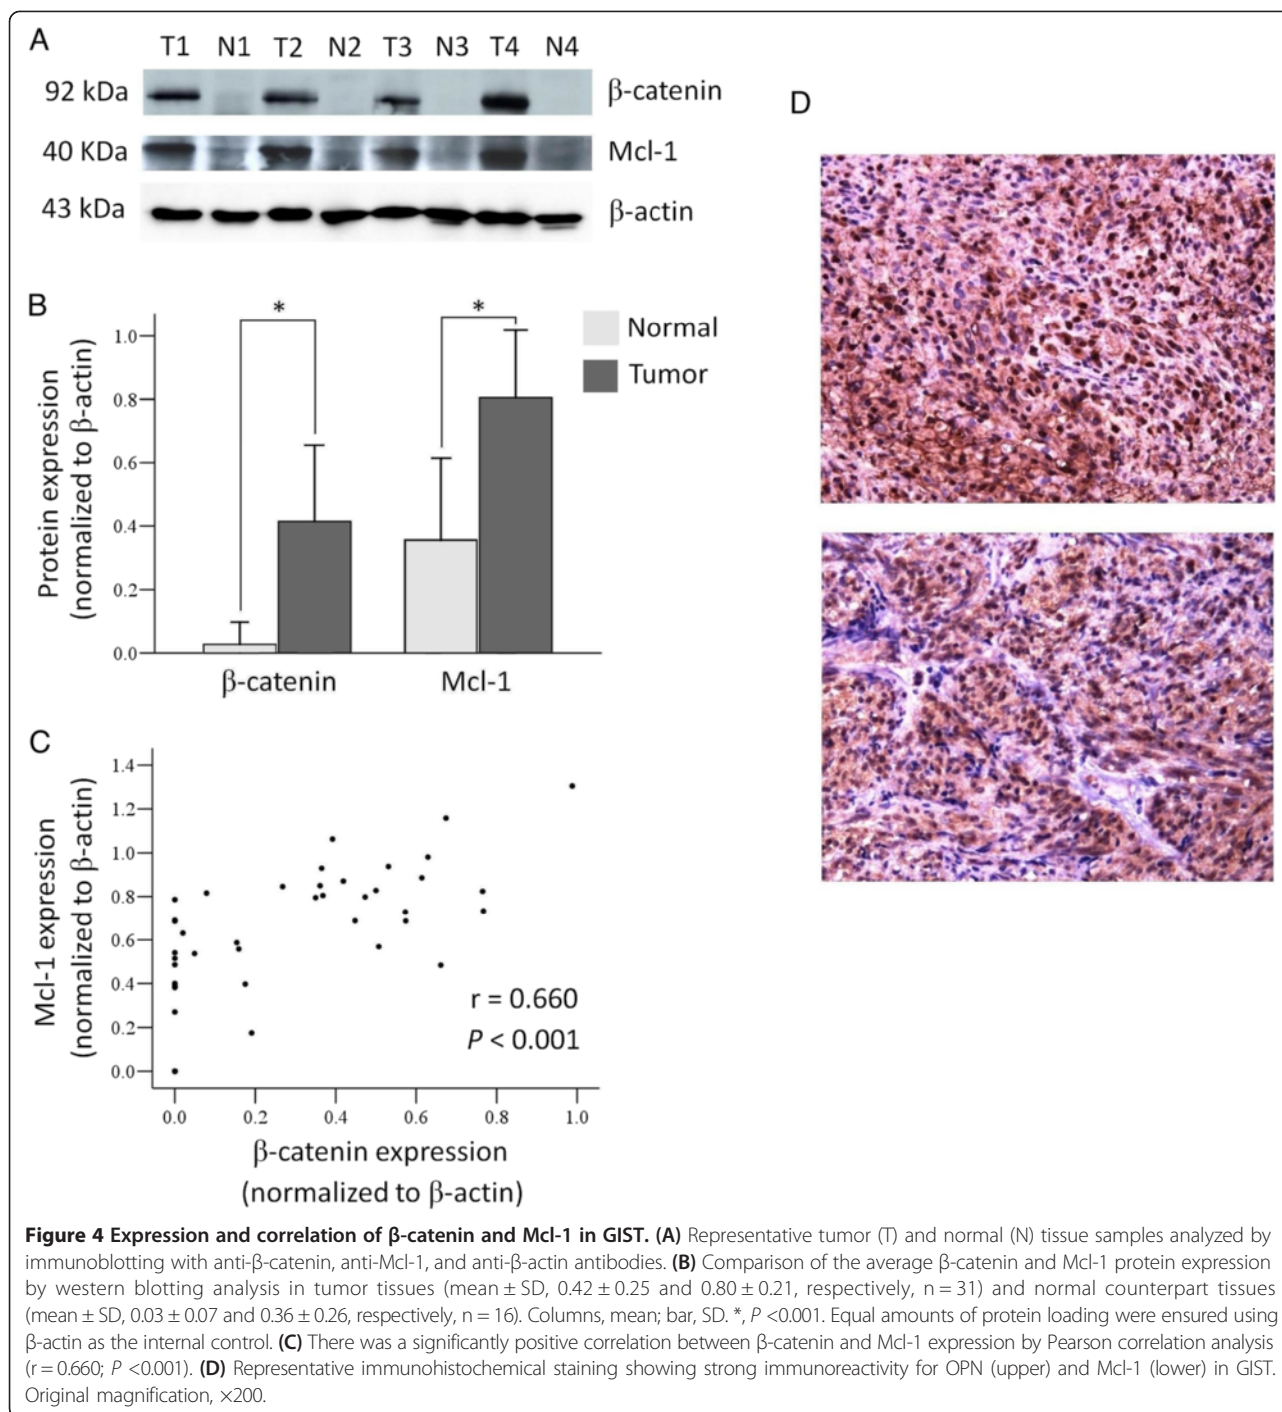 A
T1 N1 T2 N2 T3 N3 T4 N4
92 kDa β-catenin
40 KDa Mcl-1
43 kDa β-actin
D
B
Protein expression
(normalized to β-actin)
1.0
0.8
0.6
0.4
0.2
0.0
* *
Normal
Tumor
β-catenin Mcl-1
C
Mcl-1 expression
(normalized to β-actin)
1.4
1.2
1.0
0.8
0.6
0.4
0.2
0.0
r = 0.660
P < 0.001
0.0 0.2 0.4 0.6 0.8 1.0
β-catenin expression
(normalized to β-actin)
Figure 4 Expression and correlation of β-catenin and Mcl-1 in GIST. (A) Representative tumor (T) and normal (N) tissue samples analyzed by
immunoblotting with anti-β-catenin, anti-Mcl-1, and anti-β-actin antibodies. (B) Comparison of the average β-catenin and Mcl-1 protein expression
by western blotting analysis in tumor tissues (mean ± SD, 0.42 ± 0.25 and 0.80 ± 0.21, respectively, n = 31) and normal counterpart tissues
(mean ± SD, 0.03 ± 0.07 and 0.36 ± 0.26, respectively, n = 16). Columns, mean; bar, SD. *, P <0.001. Equal amounts of protein loading were ensured using
β-actin as the internal control. (C) There was a significantly positive correlation between β-catenin and Mcl-1 expression by Pearson correlation analysis
(r = 0.660; P <0.001). (D) Representative immunohistochemical staining showing strong immunoreactivity for OPN (upper) and Mcl-1 (lower) in GIST.
Original magnification, ×200.